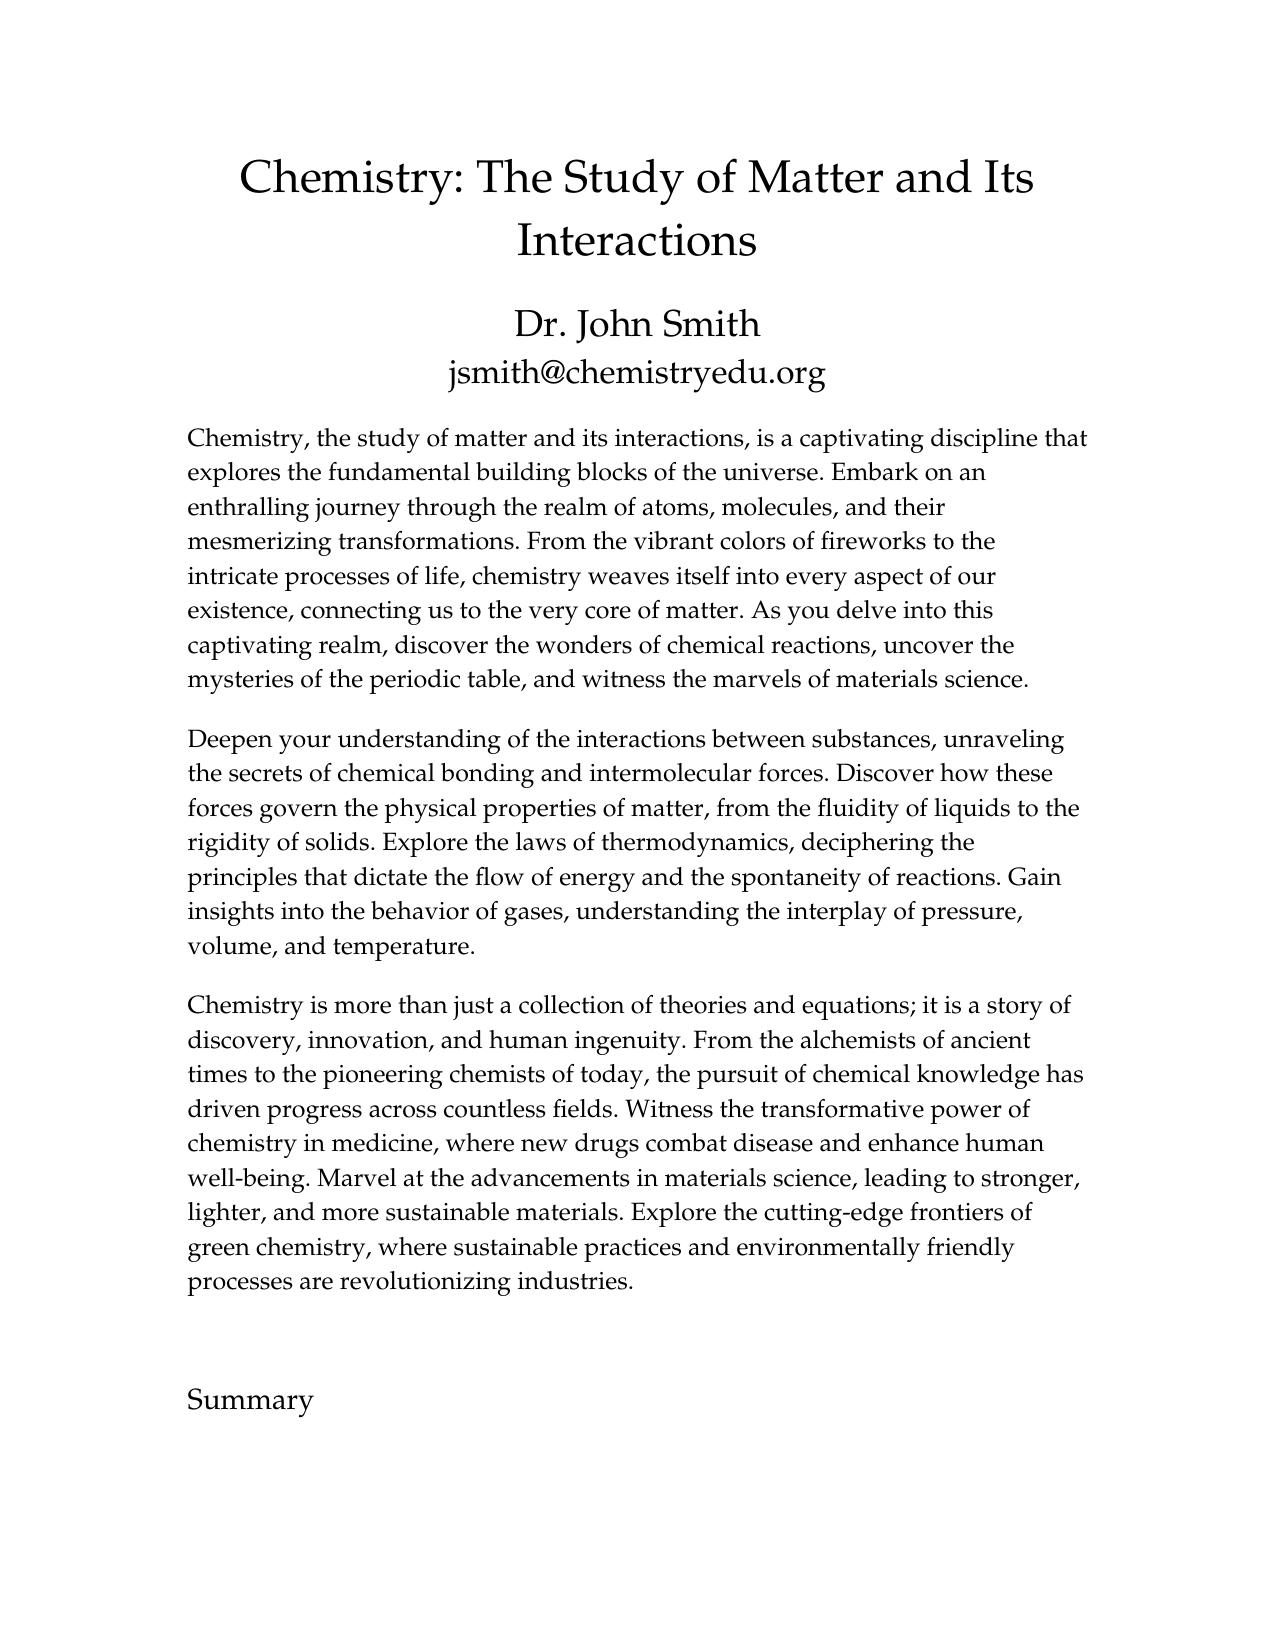 Chemistry: The Study of Matter and Its
Interactions
Dr. John Smith
jsmith@chemistryedu.org
Chemistry, the study of matter and its interactions, is a captivating discipline that
explores the fundamental building blocks of the universe. Embark on an
enthralling journey through the realm of atoms, molecules, and their
mesmerizing transformations. From the vibrant colors of fireworks to the
intricate processes of life, chemistry weaves itself into every aspect of our
existence, connecting us to the very core of matter. As you delve into this
captivating realm, discover the wonders of chemical reactions, uncover the
mysteries of the periodic table, and witness the marvels of materials science.
Deepen your understanding of the interactions between substances, unraveling
the secrets of chemical bonding and intermolecular forces. Discover how these
forces govern the physical properties of matter, from the fluidity of liquids to the
rigidity of solids. Explore the laws of thermodynamics, deciphering the
principles that dictate the flow of energy and the spontaneity of reactions. Gain
insights into the behavior of gases, understanding the interplay of pressure,
volume, and temperature.
Chemistry is more than just a collection of theories and equations; it is a story of
discovery, innovation, and human ingenuity. From the alchemists of ancient
times to the pioneering chemists of today, the pursuit of chemical knowledge has
driven progress across countless fields. Witness the transformative power of
chemistry in medicine, where new drugs combat disease and enhance human
well-being. Marvel at the advancements in materials science, leading to stronger,
lighter, and more sustainable materials. Explore the cutting-edge frontiers of
green chemistry, where sustainable practices and environmentally friendly
processes are revolutionizing industries.
Summary